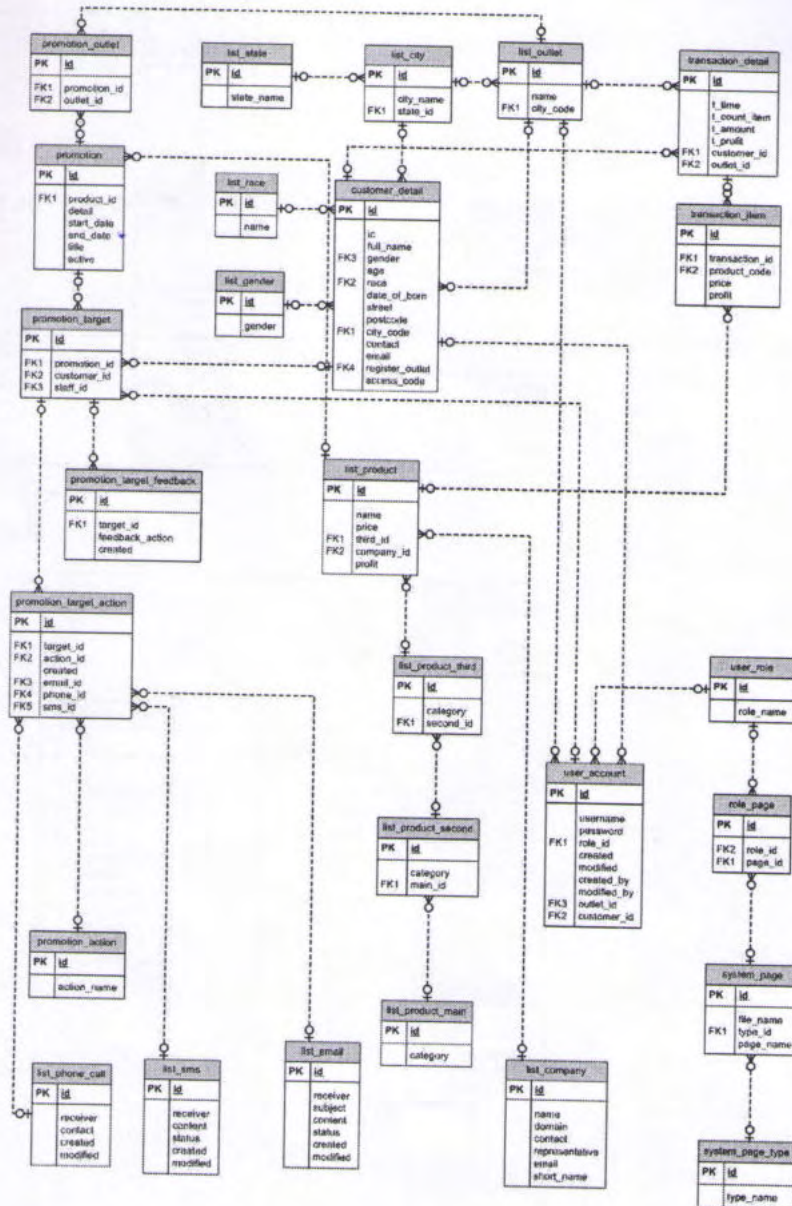 promotion_outlet
PK id
FK1 promotion_id
FK2 outlet_id
list_state
PK id
state_name
list_city
PK id
city_name
FK1 state_id
list_outlet
PK id
name
FK1 city_code
transaction_detail
PK id
t_time
t_count_item
t_amount
t_profit
FK1 customer_id
FK2 outlet_id
promotion
PK id
FK1 product_id
detail
start_date
end_date
title
active
list_race
PK id
name
customer_detail
PK id
ic
full_name
FK3 gender
age
FK2 race
date_of_born
street
postcode
FK1 city_code
contact
email
FK4 register_outlet
access_code
transaction_item
PK id
FK1 transaction_id
FK2 product_code
price
profit
list_gender
PK id
gender
promotion_target
PK id
FK1 promotion_id
FK2 customer_id
FK3 staff_id
promotion_target_feedback
PK id
FK1 target_id
feedback_action
created
list_product
PK id
name
price
FK1 third_id
FK2 company_id
profit
promotion_target_action
PK id
FK1 target_id
FK2 action_id
created
FK3 email_id
FK4 phone_id
FK5 sms_id
list_product_third
PK id
category
FK1 second_id
user_role
PK id
role_name
user_account
PK id
username
password
FK1 role_id
created
modified
created_by
modified_by
FK3 outlet_id
FK2 customer_id
role_page
PK id
FK2 role_id
FK1 page_id
list_product_second
PK id
category
FK1 main_id
promotion_action
PK id
action_name
list_product_main
PK id
category
system_page
PK id
file_name
FK1 type_id
page_name
list_phone_call
PK id
receiver
contact
created
modified
list_sms
PK id
receiver
content
status
created
modified
list_email
PK id
receiver
subject
content
status
created
modified
list_company
PK id
name
domain
contact
representative
email
short_name
system_page_type
PK id
type_name